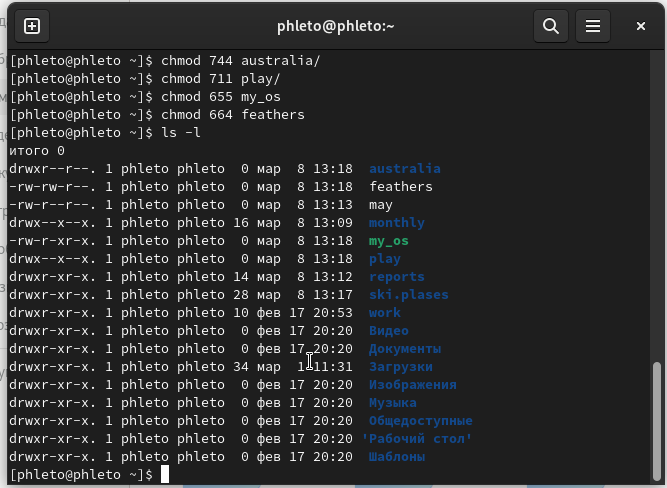 phleto@phleto:~
[phleto@phleto ~]$ chmod 744 australia/
[phleto@phleto ~]$ chmod 711 play/
[phleto@phleto ~]$ chmod 655 my_os
[phleto@phleto ~]$ chmod 664 feathers
[phleto@phleto ~]$ ls -l
итого 0
drwxr--r--. 1 phleto phleto  0 мар  8 13:18  australia
-rw-rw-r--. 1 phleto phleto  0 мар  8 13:18  feathers
-rw-r--r--. 1 phleto phleto  0 мар  8 13:13  may
drwx--x--x. 1 phleto phleto 16 мар  8 13:09  monthly
-rw-r-xr-x. 1 phleto phleto  0 мар  8 13:18  my_os
drwx--x--x. 1 phleto phleto  0 мар  8 13:18  play
drwxr-xr-x. 1 phleto phleto 14 мар  8 13:12  reports
drwxr-xr-x. 1 phleto phleto 28 мар  8 13:17  ski.plases
drwxr-xr-x. 1 phleto phleto 10 фев 17 20:53  work
drwxr-xr-x. 1 phleto phleto  0 фев 17 20:20  Видео
drwxr-xr-x. 1 phleto phleto  0 фев 17 20:20  Документы
drwxr-xr-x. 1 phleto phleto 34 мар  1 11:31  Загрузки
drwxr-xr-x. 1 phleto phleto  0 фев 17 20:20  Изображения
drwxr-xr-x. 1 phleto phleto  0 фев 17 20:20  Музыка
drwxr-xr-x. 1 phleto phleto  0 фев 17 20:20  Общедоступные
drwxr-xr-x. 1 phleto phleto  0 фев 17 20:20 'Рабочий стол'
drwxr-xr-x. 1 phleto phleto  0 фев 17 20:20  Шаблоны
[phleto@phleto ~]$